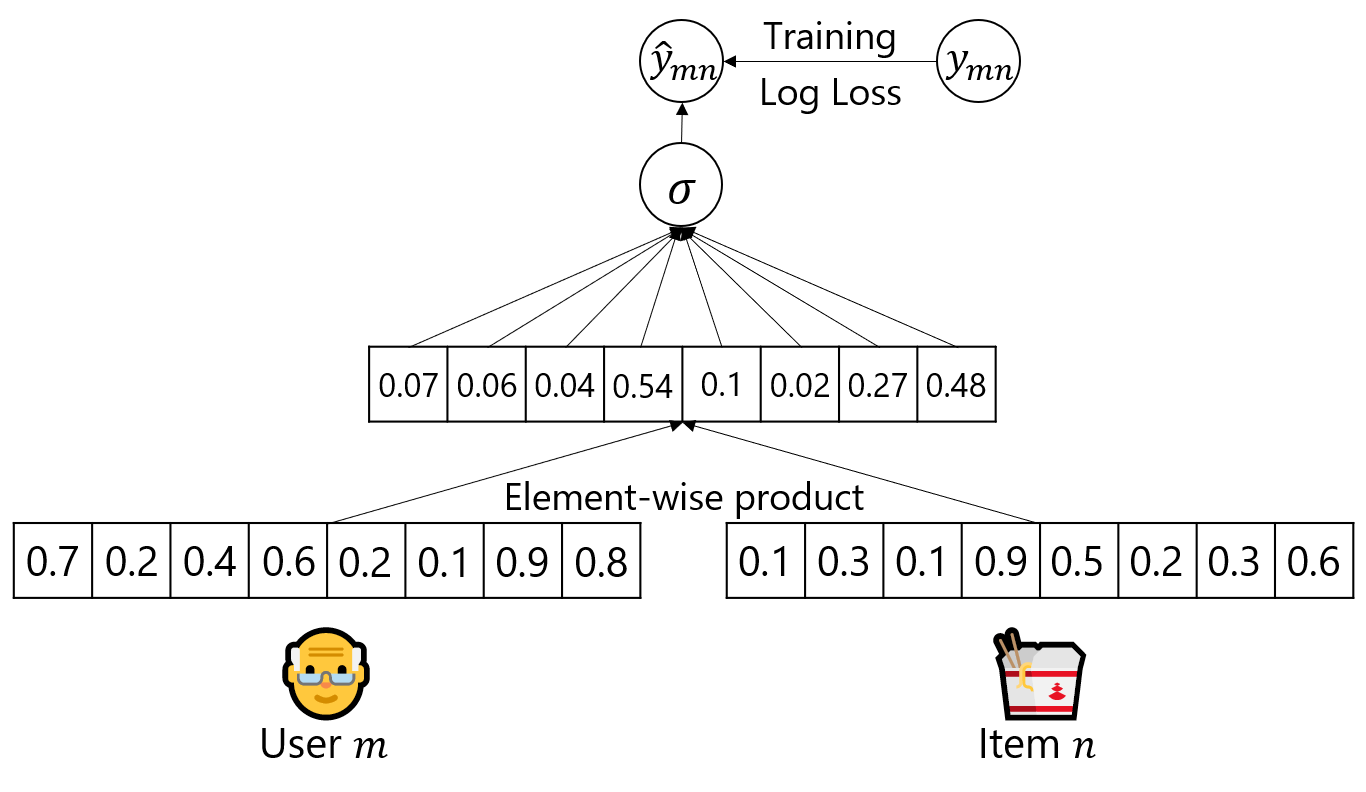 ŷₘₙ Training yₘₙ
Log Loss
σ
0.07 0.06 0.04 0.54 0.1 0.02 0.27 0.48
Element-wise product
0.7 0.2 0.4 0.6 0.2 0.1 0.9 0.8
0.1 0.3 0.1 0.9 0.5 0.2 0.3 0.6
User m
Item n